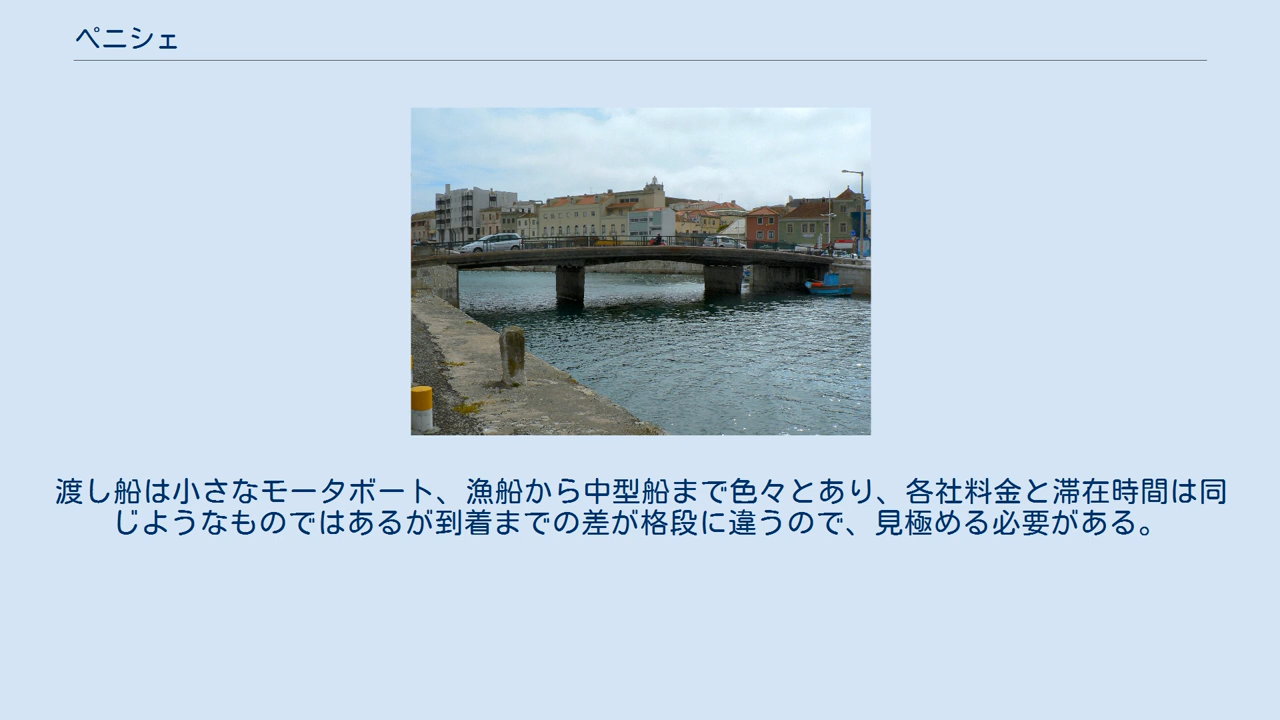 ペニシェ
渡し船は小さなモータボート、漁船から中型船まで色々とあり、各社料金と滞在時間は同
じようなものではあるが到着までの差が格段に違うので、見極める必要がある。